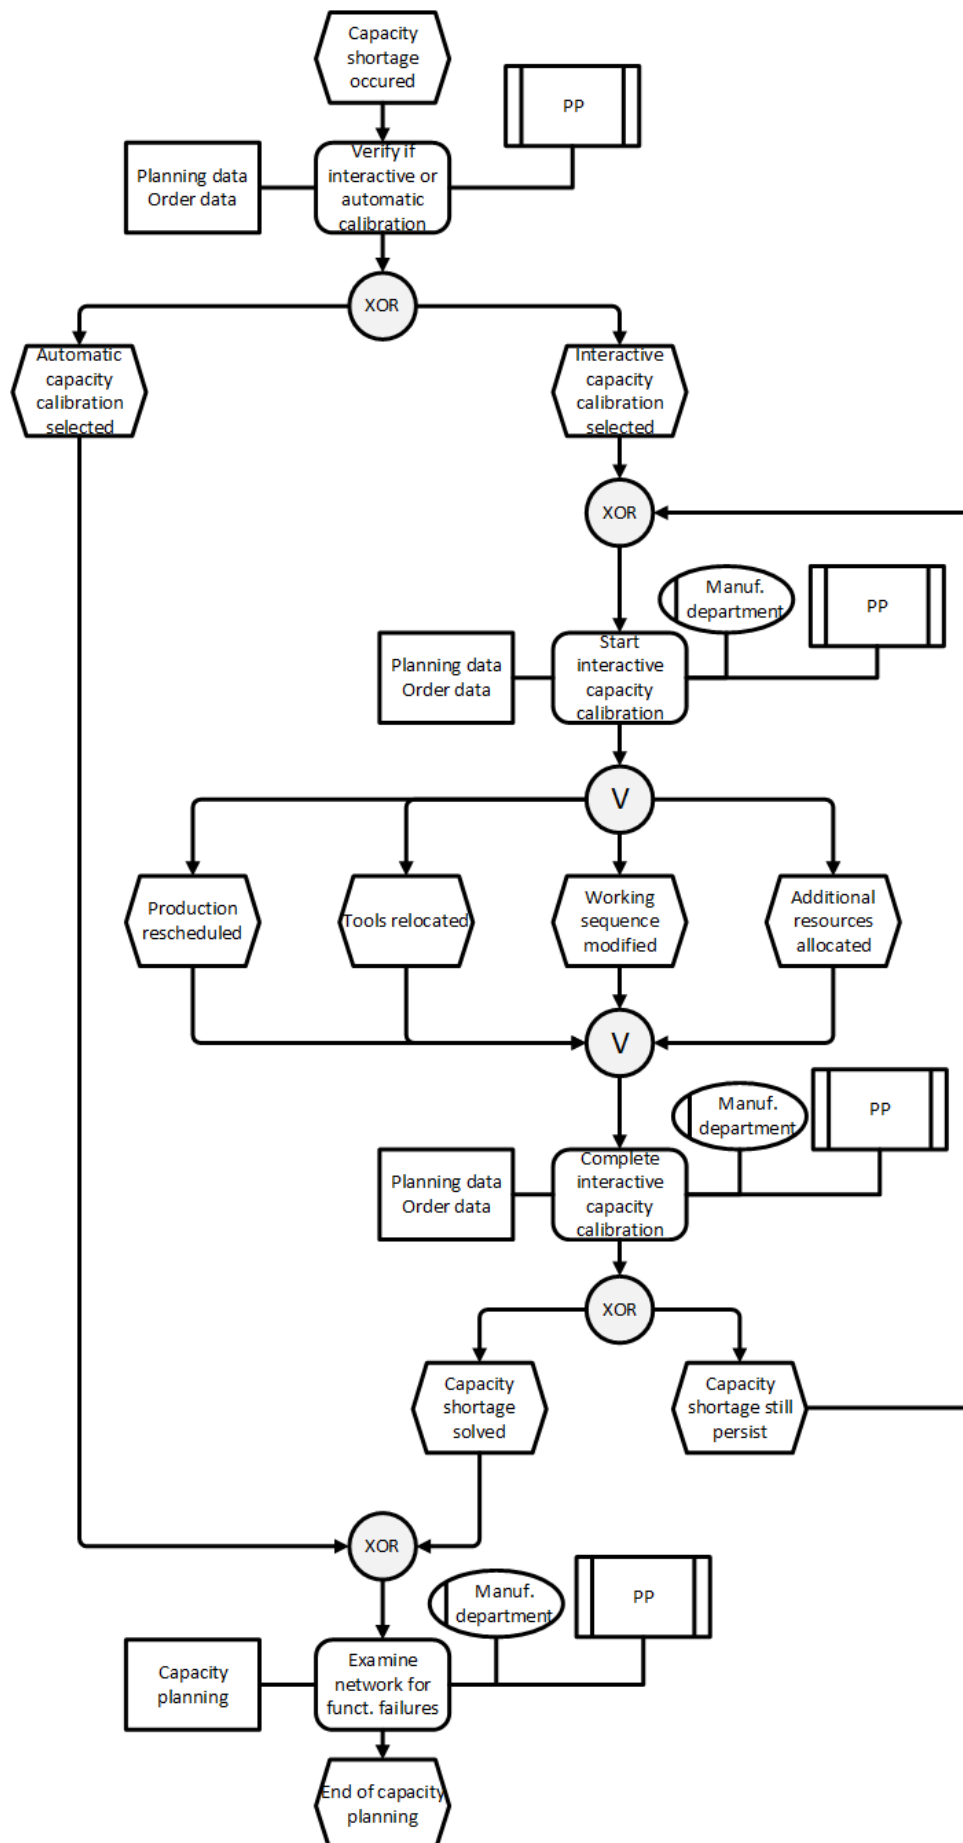 Capacity
shortage
occured
PP
Planning data
Order data
Verify if
interactive or
automatic
calibration
XOR
Automatic
capacity
calibration
selected
Interactive
capacity
calibration
selected
XOR
Manuf.
department
PP
Planning data
Order data
Start
interactive
capacity
calibration
V
Production
rescheduled
Tools relocated
Working
sequence
modified
Additional
resources
allocated
V
Manuf.
department
PP
Planning data
Order data
Complete
interactive
capacity
calibration
XOR
Capacity
shortage
solved
Capacity
shortage still
persist
XOR
Manuf.
department
PP
Capacity
planning
Examine
network for
funct. failures
End of capacity
planning